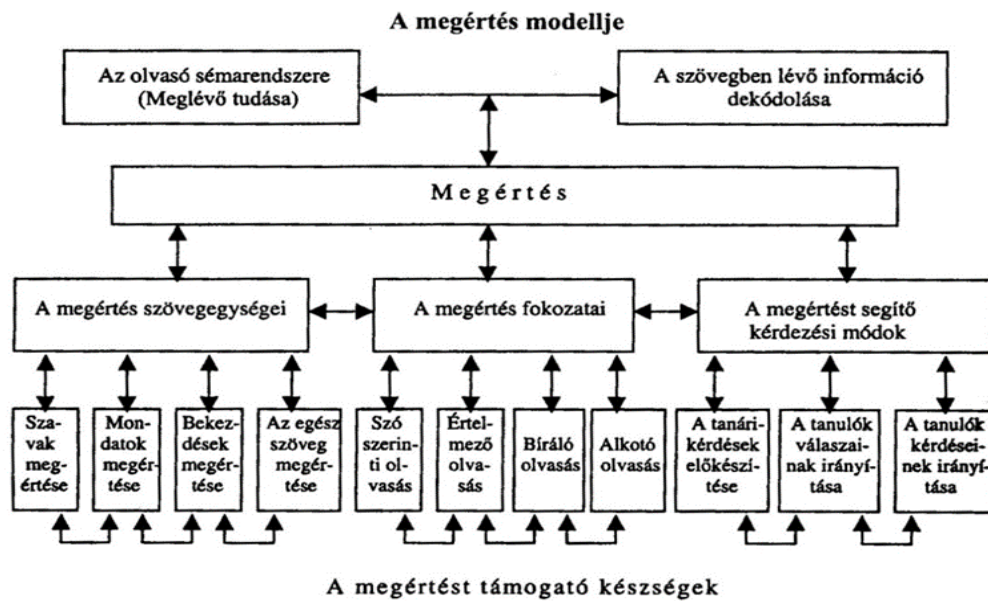 A megértés modellje
Az olvasó sémarendszere
(Meglévő tudása)
A szövegben lévő információ
dekódolása
Megértés
A megértés szövegegységei
A megértés fokozatai
A megértést segítő
kérdezési módok
Sza-
vak
meg-
értése
Mon-
datok
megér-
tése
Bekez-
dések
megér-
tése
Az egész
szöveg
megér-
tése
Szó
szerin-
ti ol-
vasás
Értel-
mező
olva-
sás
Bíráló
olvasás
Alkotó
olvasás
A tanári-
kérdések
előkészí-
tése
A tanulók
válaszai-
nak irányí-
tása
A tanulók
kérdései-
nek irányí-
tása
A megértést támogató készségek